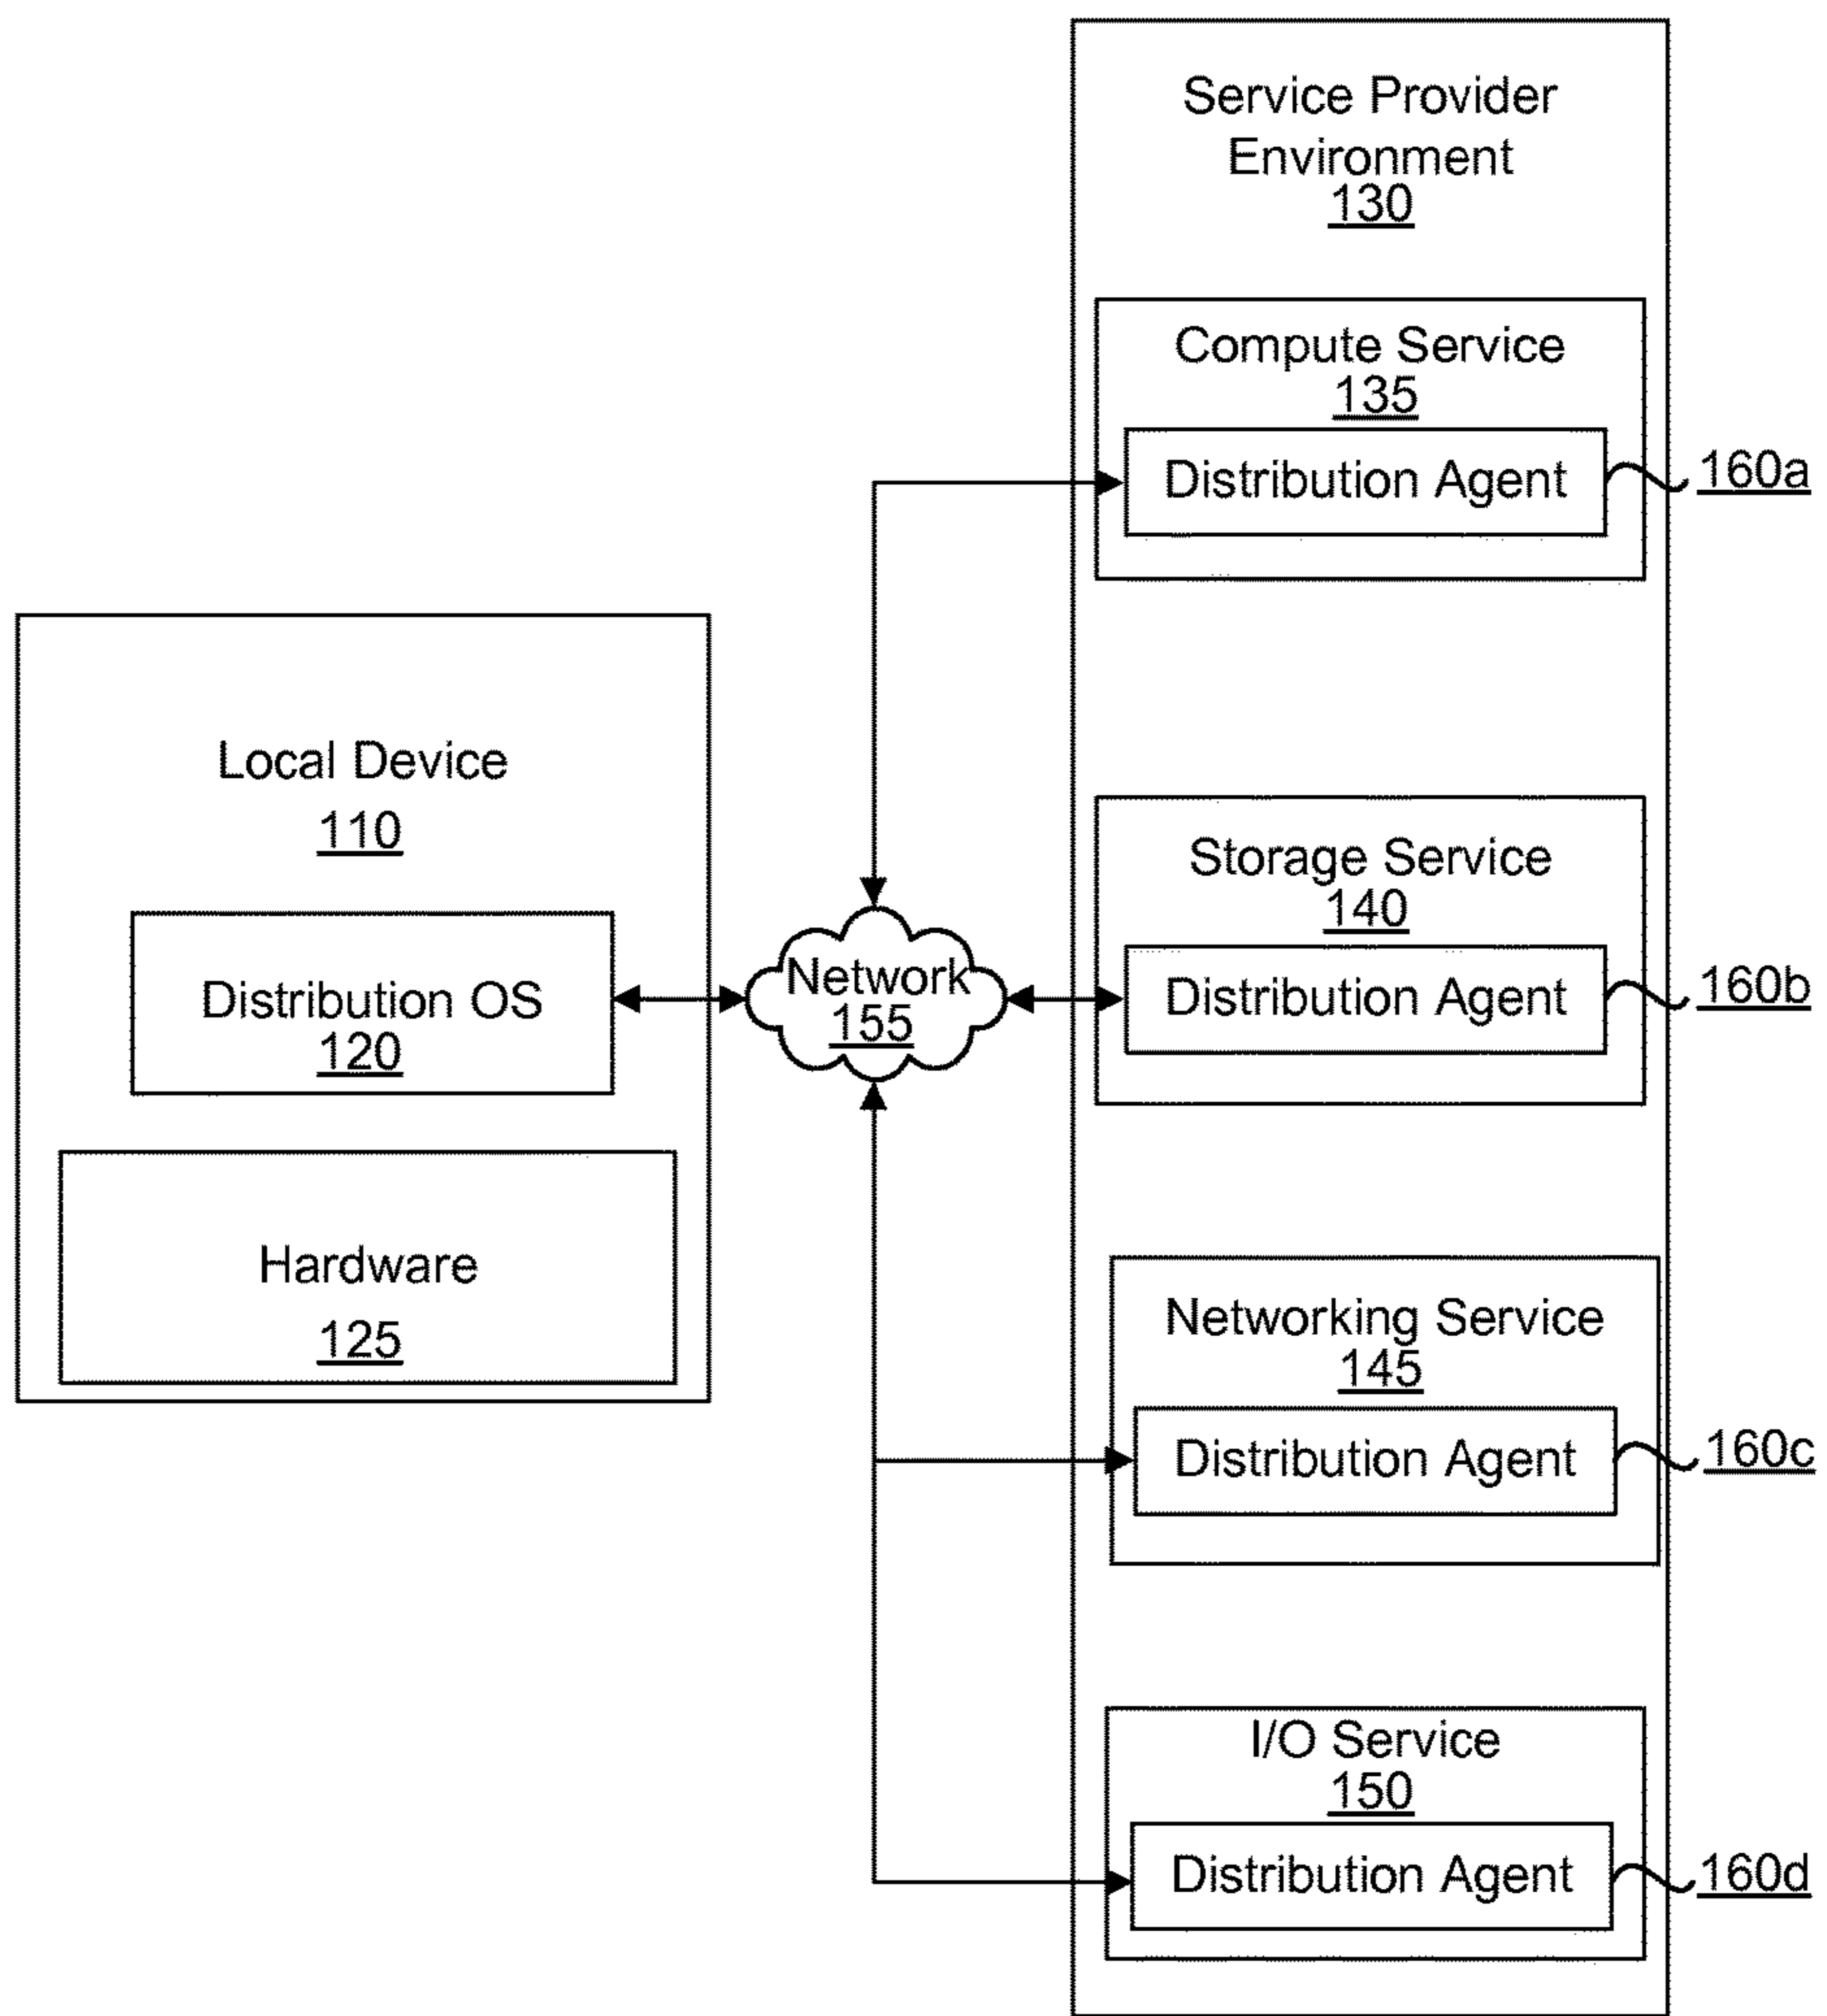 Service Provider
Environment
130
Compute Service
135
Distribution Agent
160a
Local Device
110
Distribution OS
120
Hardware
125
Network
155
Storage Service
140
Distribution Agent
160b
Networking Service
145
Distribution Agent
160c
I/O Service
150
Distribution Agent
160d